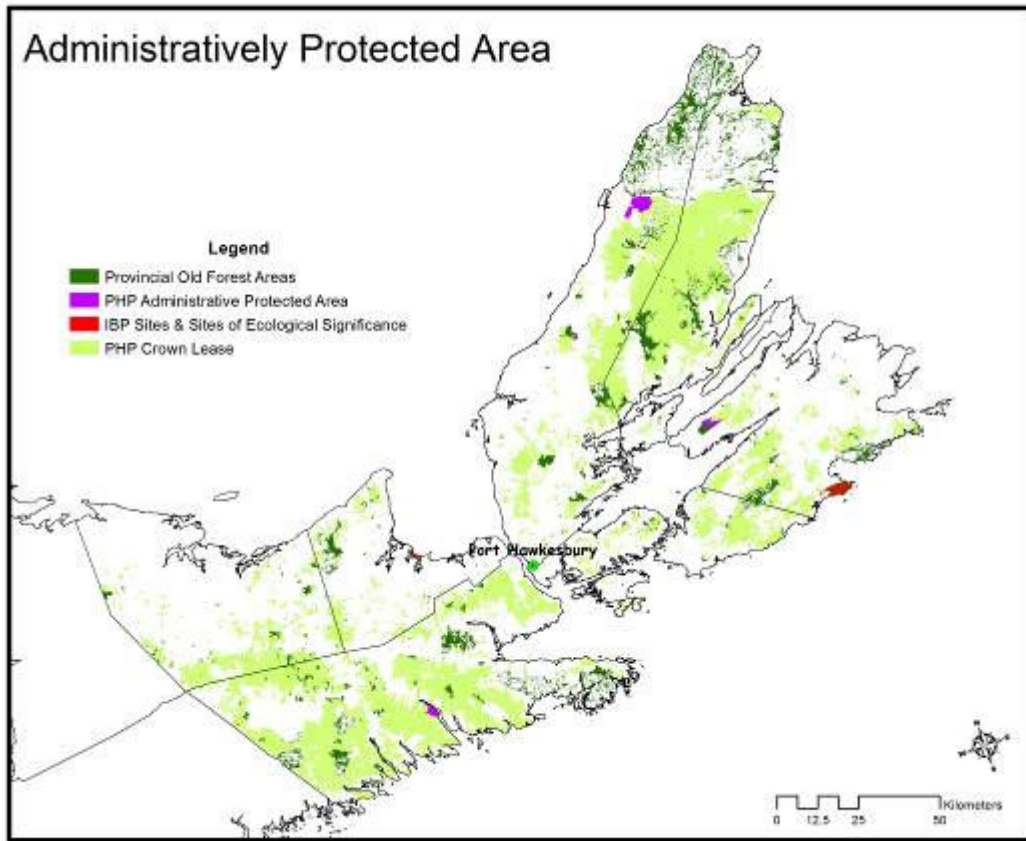 Administratively Protected Area
Legend
Provincial Old Forest Areas
PHP Administrative Protected Area
IBP Sites & Sites of Ecological Significance
PHP Crown Lease
Port Hawkesbury
Kilometers
0 12.5 25 50